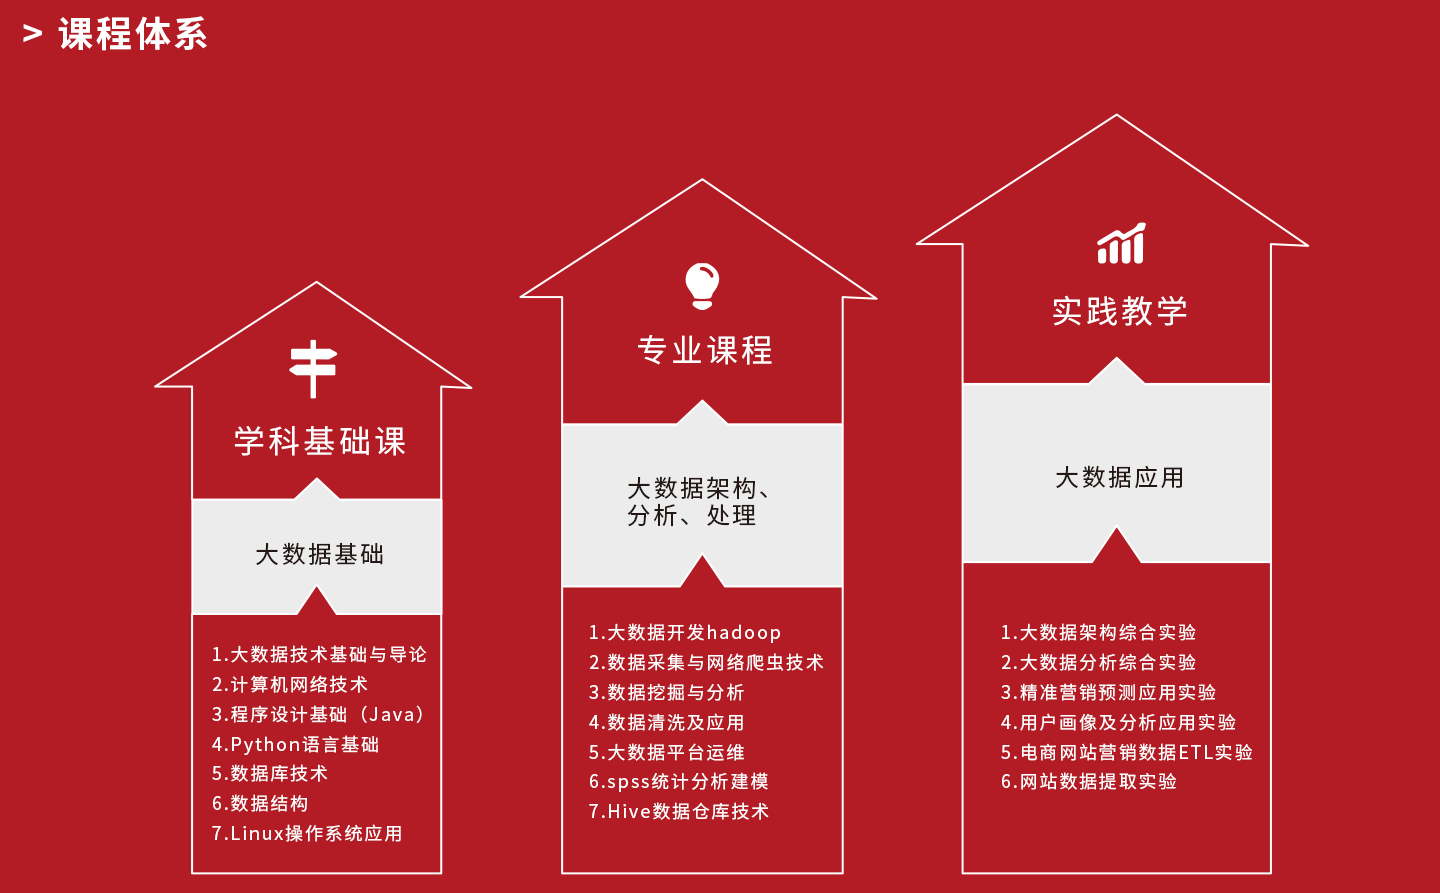 > 课程体系
学科基础课
大数据基础
1.大数据技术基础与导论
2.计算机网络技术
3.程序设计基础（Java）
4.Python语言基础
5.数据库技术
6.数据结构
7.Linux操作系统应用
专业课程
大数据架构、
分析、处理
1.大数据开发hadoop
2.数据采集与网络爬虫技术
3.数据挖掘与分析
4.数据清洗及应用
5.大数据平台运维
6.spss统计分析建模
7.Hive数据仓库技术
实践教学
大数据应用
1.大数据架构综合实验
2.大数据分析综合实验
3.精准营销预测应用实验
4.用户画像及分析应用实验
5.电商网站营销数据ETL实验
6.网站数据提取实验